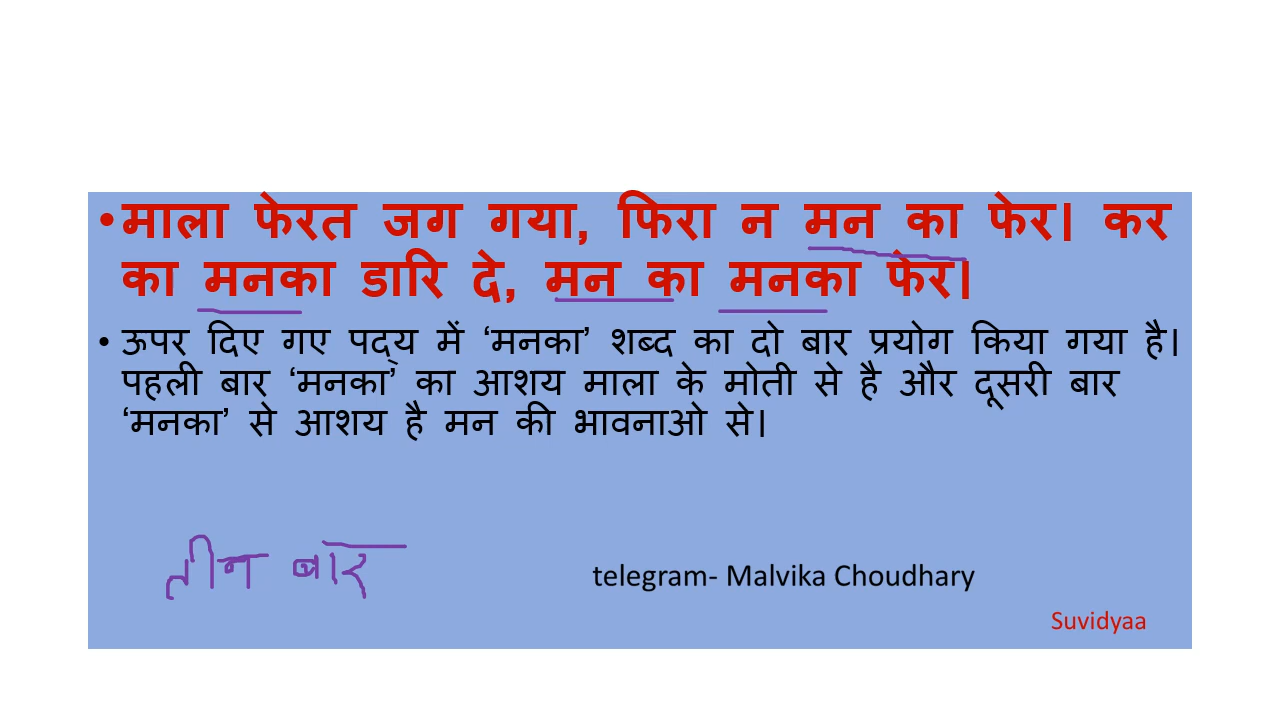 •माला फेरत जग गया, फिरा न मन का फेर। कर
का मनका डारि दे, मन का मनका फेर।
• ऊपर दिए गए पद्य में ‘मनका’ शब्द का दो बार प्रयोग किया गया है।
पहली बार ‘मनका’ का आशय माला के मोती से है और दूसरी बार
‘मनका’ से आशय है मन की भावनाओ से।
तीन बार
telegram- Malvika Choudhary
Suvidyaa